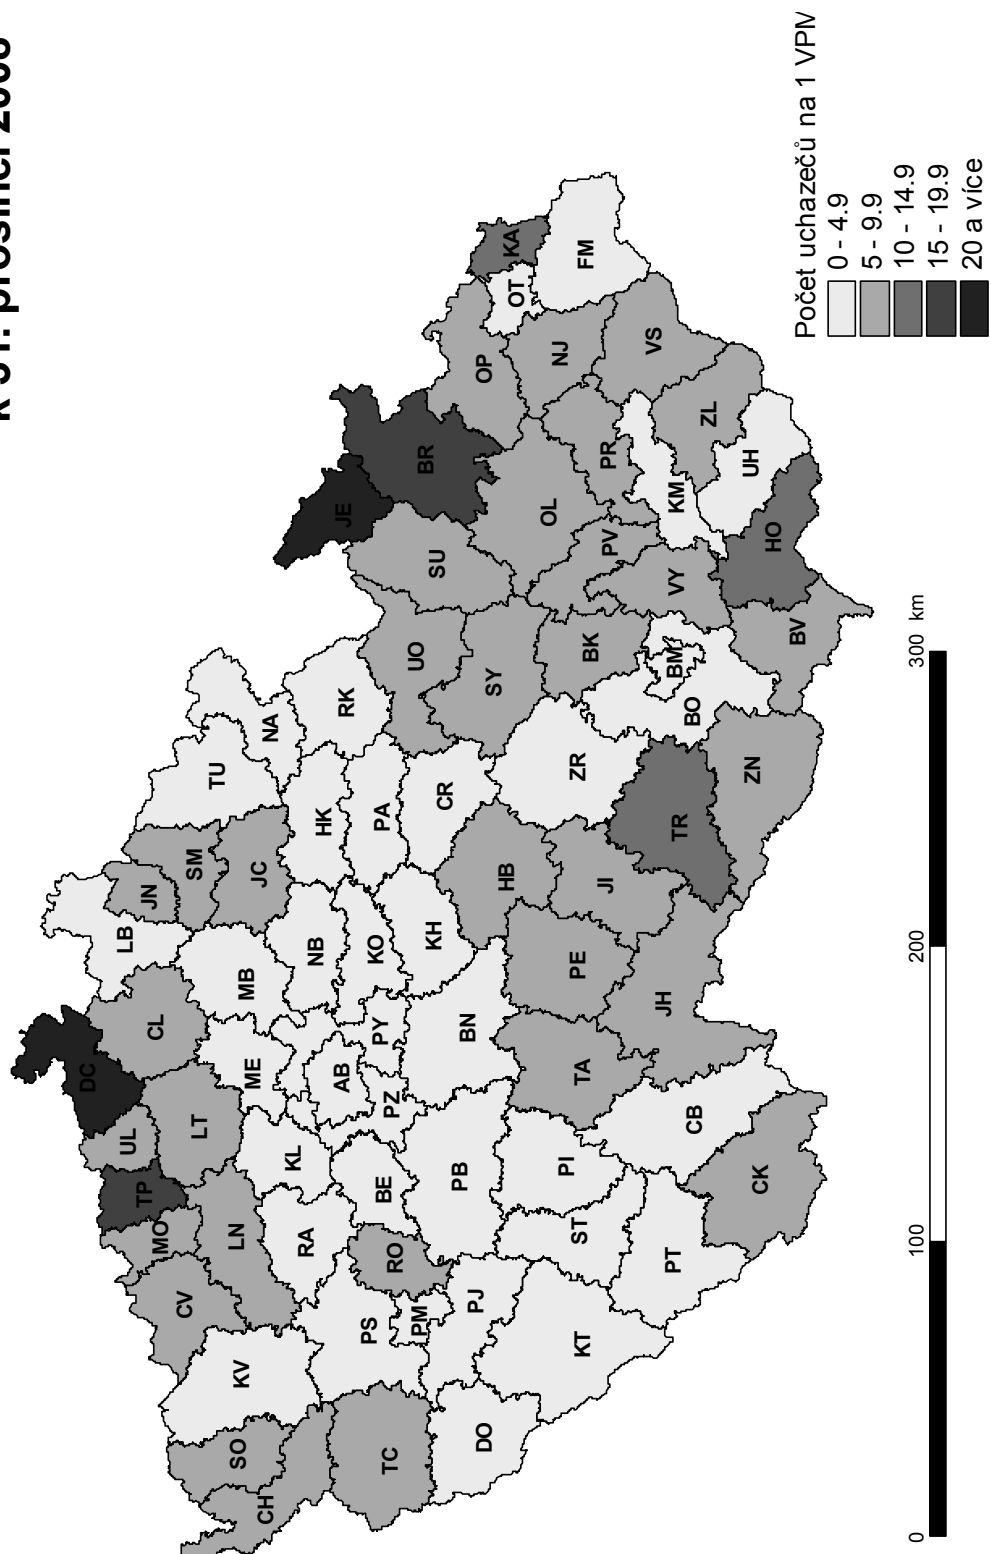 k 31. prosinci
DC
LB
UL
TP
JN
CL
MO
CV
SM
LT
TU
LN
SO
KV
MB
ME
JC
CH
NA
KL
RA
NB
HK
AB
JE
RK
PS
KO
PY
PA
BE
TC
PZ
RO
UO
PM
BR
KH
SU
CR
PB
BN
PJ
DO
OP
SY
HB
KA
OT
OL
NJ
PI
ZR
PE
ST
KT
TA
FM
BK
JI
PR
PV
VS
JH
PT
BM
VY
KM
TR
BO
CB
ZL
UH
ZN
CK
HO
BV
Počet uchazečů na 1 VPM
0 - 4.9
5 - 9.9
10 - 14.9
15 - 19.9
20 a více
0 100 200 300 km